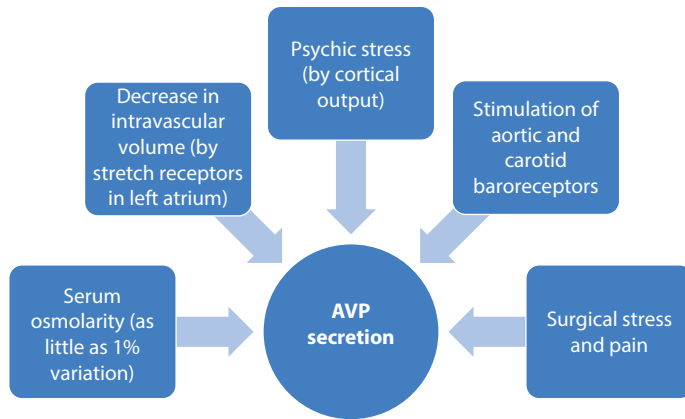 Psychic stress
(by cortical
output)
Decrease in
intravascular
volume (by
stretch receptors
in left atrium)
Stimulation of
aortic and
carotid
baroreceptors
Serum
osmolarity (as
little as 1%
variation)
AVP
secretion
Surgical stress
and pain